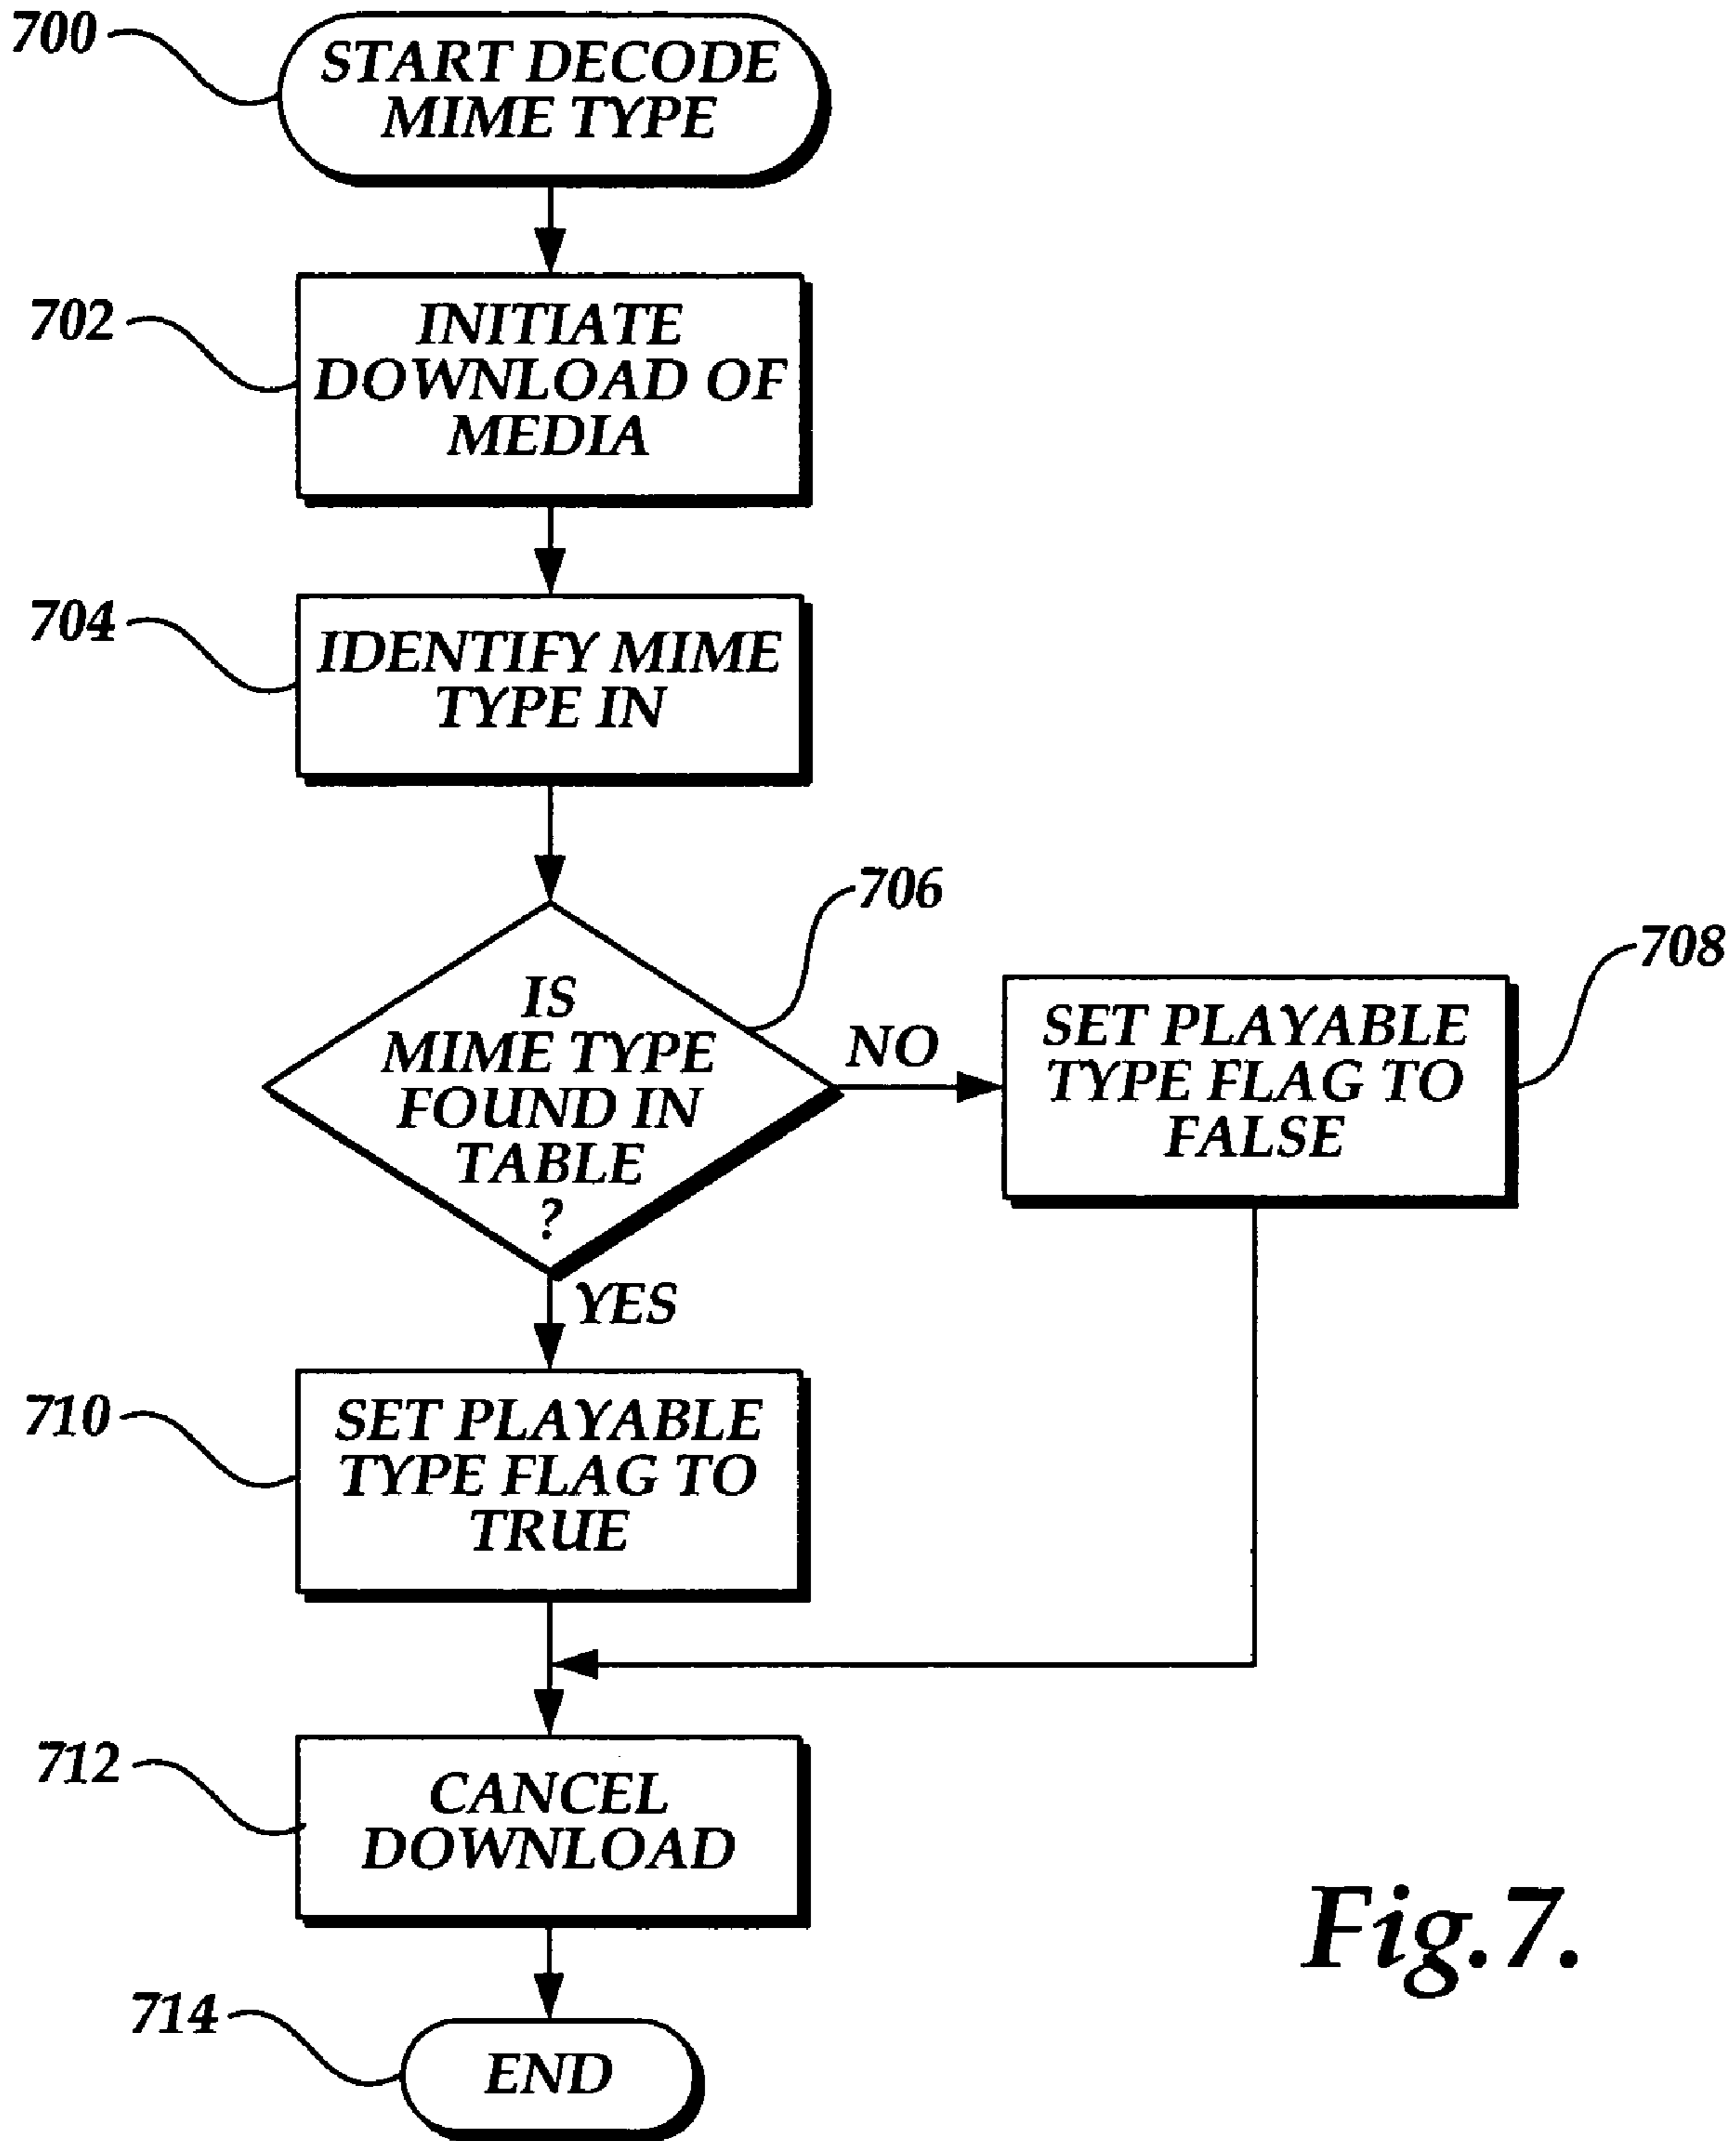 700
START DECODE
MIME TYPE
702
INITIATE
DOWNLOAD OF
MEDIA
704
IDENTIFY MIME
TYPE IN
706
IS
MIME TYPE
FOUND IN
TABLE
?
NO
708
SET PLAYABLE
TYPE FLAG TO
FALSE
YES
710
SET PLAYABLE
TYPE FLAG TO
TRUE
712
CANCEL
DOWNLOAD
714
END
Fig.7.